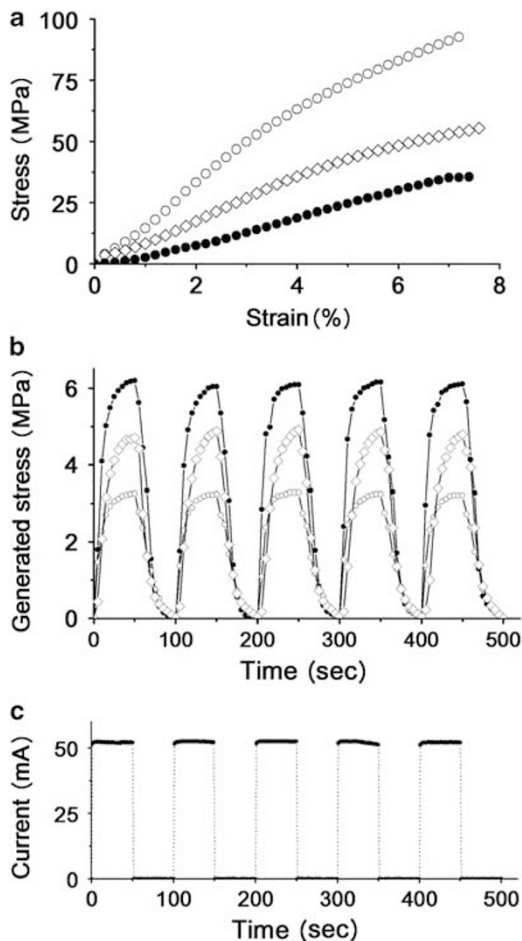 a
100
75
50
25
0
Stress (MPa)
0 2 4 6 8
Strain (%)
b
6
4
2
0
Generated stress (MPa)
0 100 200 300 400 500
Time (sec)
c
50
25
0
Current (mA)
0 100 200 300 400 500
Time (sec)